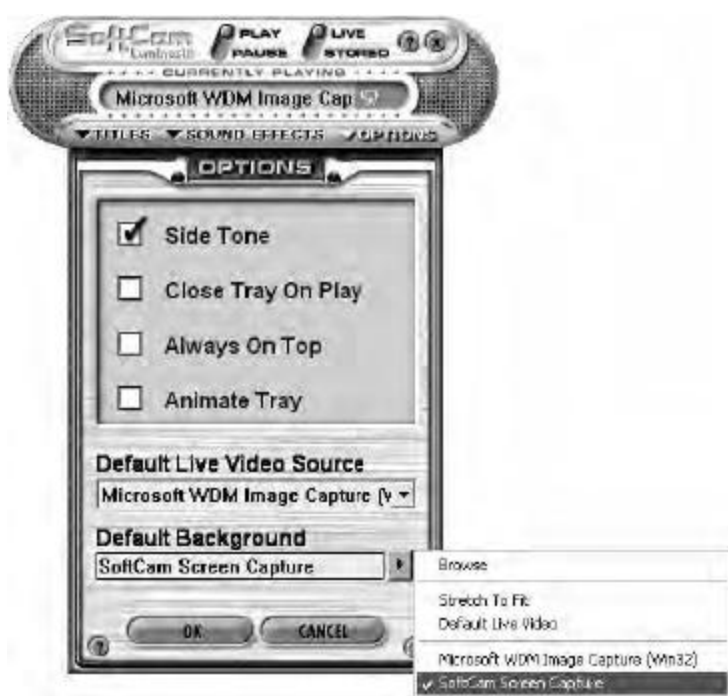 SoftCam
Luminositi
PLAY
PAUSE
LIVE
STORED
?
x
CURRENTLY PLAYING
Microsoft WDM Image Cap
TITLES SOUND EFFECTS OPTIONS
OPTIONS
Side Tone
Close Tray On Play
Always On Top
Animate Tray
Default Live Video Source
Microsoft WDM Image Capture (V
Default Background
SoftCam Screen Capture
OK CANCEL
?
Browse
Stretch To Fit
Default Live Video
Microsoft WDM Image Capture (Win32)
SoftCam Screen Capture